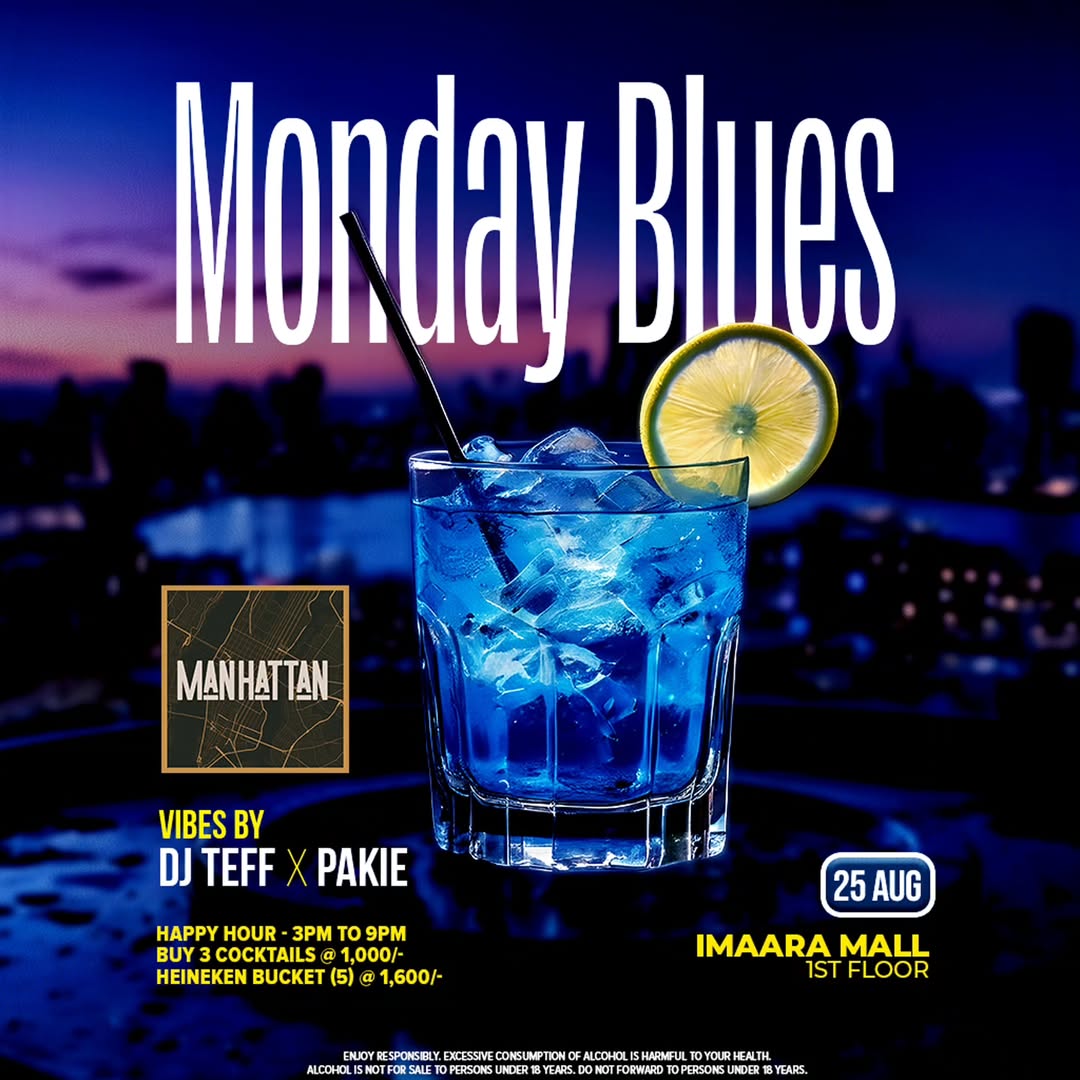 Monday Blues
MANHATTAN
VIBES BY
DJ TEFF X PAKIE
HAPPY HOUR - 3PM TO 9PM
BUY 3 COCKTAILS @ 1,000/-
HEINEKEN BUCKET (5) @ 1,600/-
25 AUG
IMAARA MALL
1ST FLOOR
ENJOY RESPONSIBLY. EXCESSIVE CONSUMPTION OF ALCOHOL IS HARMFUL TO YOUR HEALTH.
ALCOHOL IS NOT FOR SALE TO PERSONS UNDER 18 YEARS. DO NOT FORWARD TO PERSONS UNDER 18 YEARS.